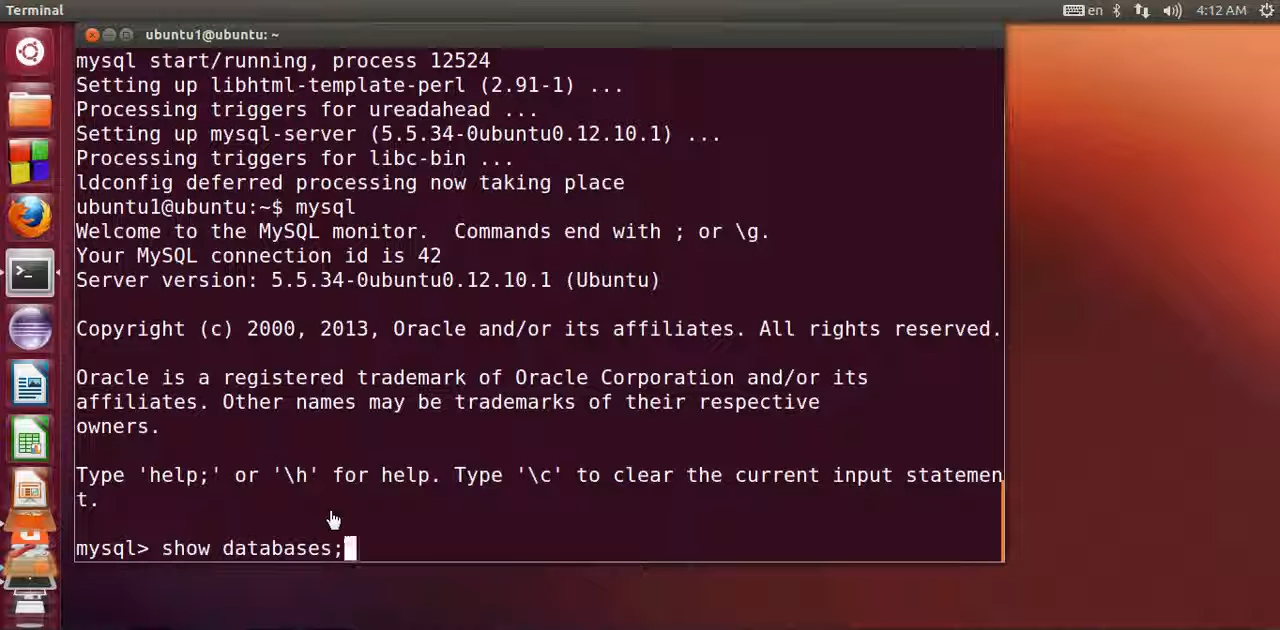 Terminal
en
4:12 AM
ubuntu1@ubuntu: ~
mysql start/running, process 12524
Setting up libhtml-template-perl (2.91-1) ...
Processing triggers for ureadahead ...
Setting up mysql-server (5.5.34-0ubuntu0.12.10.1) ...
Processing triggers for libc-bin ...
ldconfig deferred processing now taking place
ubuntu1@ubuntu:~$ mysql
Welcome to the MySQL monitor.  Commands end with ; or \g.
Your MySQL connection id is 42
Server version: 5.5.34-0ubuntu0.12.10.1 (Ubuntu)
Copyright (c) 2000, 2013, Oracle and/or its affiliates. All rights reserved.
Oracle is a registered trademark of Oracle Corporation and/or its
affiliates. Other names may be trademarks of their respective
owners.
Type 'help;' or '\h' for help. Type '\c' to clear the current input statemen
t.
mysql> show databases;